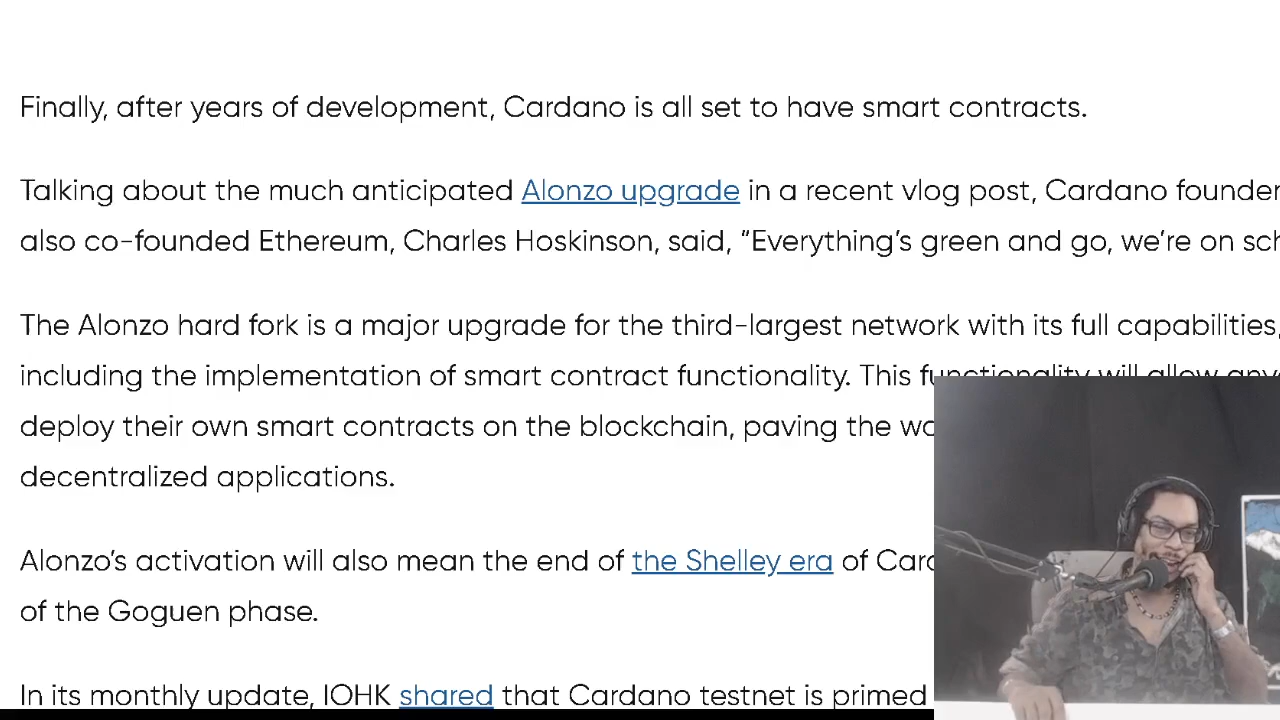 Finally, after years of development, Cardano is all set to have smart contracts.
Talking about the much anticipated Alonzo upgrade in a recent vlog post, Cardano founder
also co-founded Ethereum, Charles Hoskinson, said, “Everything’s green and go, we’re on
The Alonzo hard fork is a major upgrade for the third-largest network with its full capabilities,
including the implementation of smart contract functionality. This functionality will allow
deploy their own smart contracts on the blockchain, paving the
decentralized applications.
Alonzo’s activation will also mean the end of the Shelley era of
of the Goguen phase.
In its monthly update, IOHK shared that Cardano testnet is primed